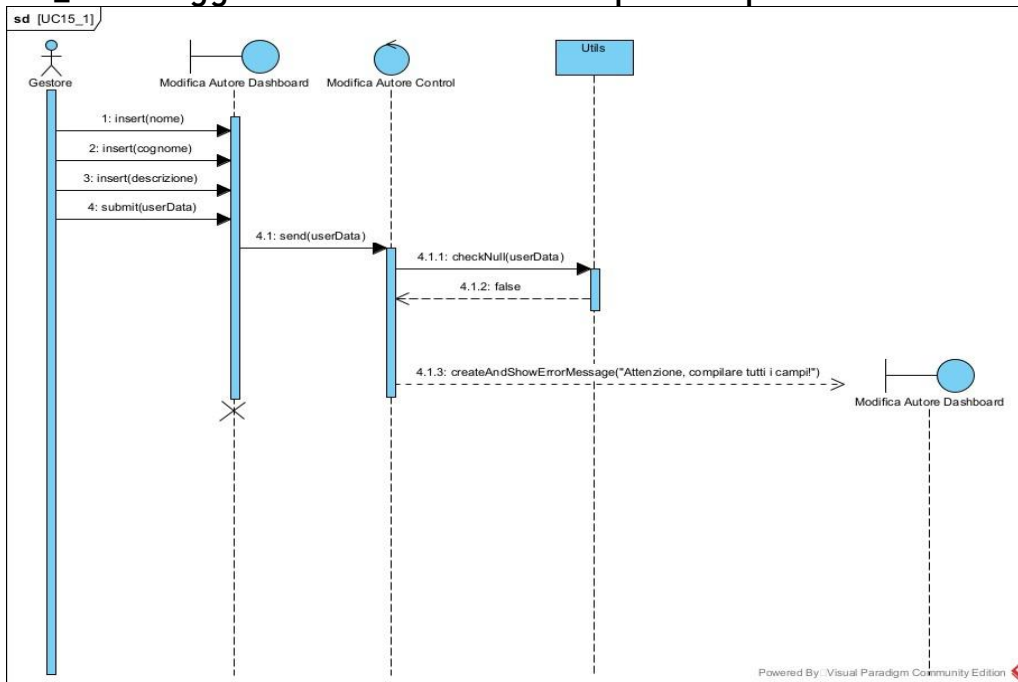 sd [UC15_1]
Gestore
Modifica Autore Dashboard
Modifica Autore Control
Utils
1: insert(nome)
2: insert(cognome)
3: insert(descrizione)
4: submit(userData)
4.1: send(userData)
4.1.1: checkNull(userData)
4.1.2: false
4.1.3: createAndShowErrorMessage("Attenzione, compilare tutti i campi!")
Modifica Autore Dashboard
Powered By Visual Paradigm Community Edition